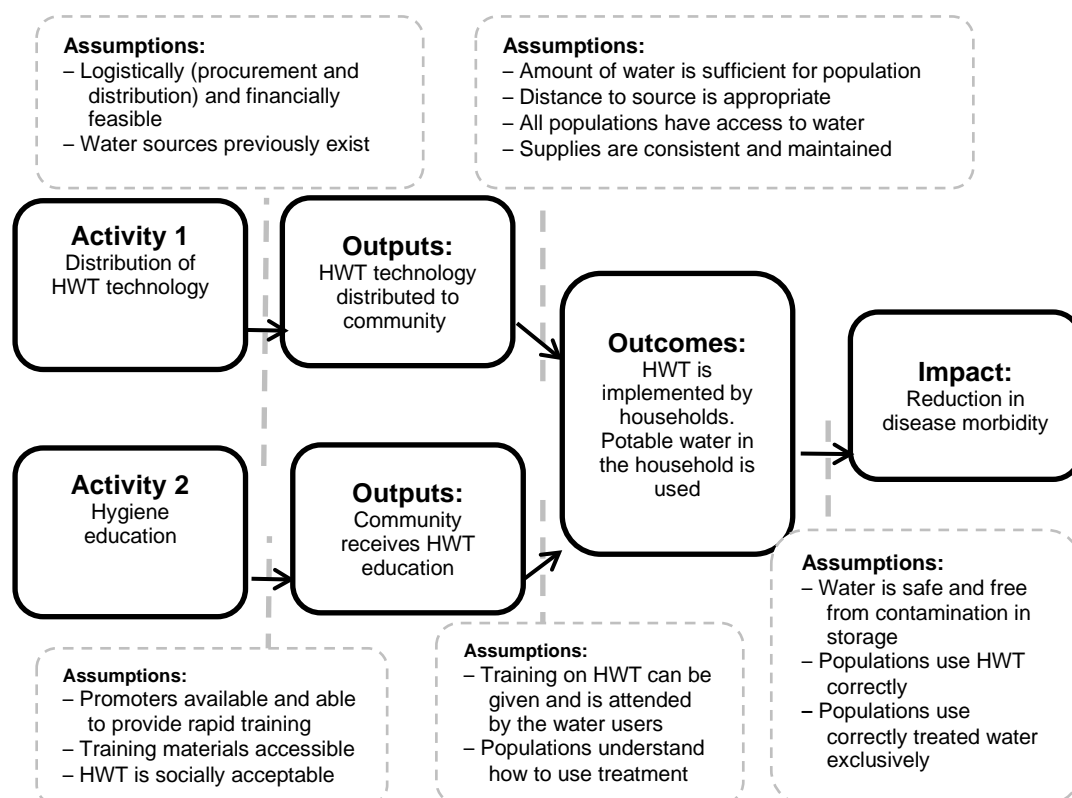 Assumptions:
– Logistically (procurement and
distribution) and financially
feasible
– Water sources previously exist
Assumptions:
– Amount of water is sufficient for population
– Distance to source is appropriate
– All populations have access to water
– Supplies are consistent and maintained
Activity 1
Distribution of
HWT technology
Outputs:
HWT technology
distributed to
community
Outcomes:
HWT is
implemented by
households.
Potable water in
the household is
used
Impact:
Reduction in
disease morbidity
Activity 2
Hygiene
education
Outputs:
Community
receives HWT
education
Assumptions:
– Promoters available and able
to provide rapid training
– Training materials accessible
– HWT is socially acceptable
Assumptions:
– Training on HWT can be
given and is attended
by the water users
– Populations understand
how to use treatment
Assumptions:
– Water is safe and free
from contamination in
storage
– Populations use HWT
correctly
– Populations use
correctly treated water
exclusively